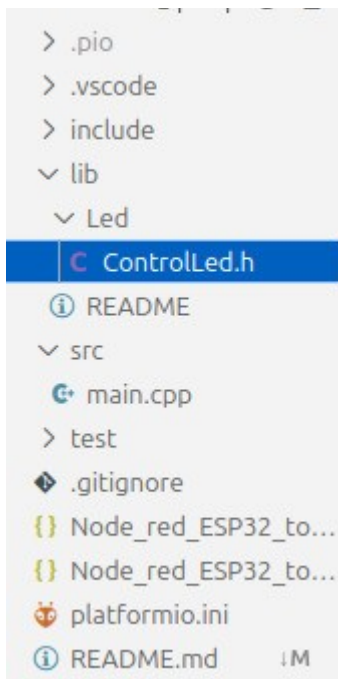 .pio
.vscode
include
lib
Led
C ControlLed.h
README
src
main.cpp
test
.gitignore
{} Node_red_ESP32_to...
{} Node_red_ESP32_to...
platformio.ini
README.md ↓M